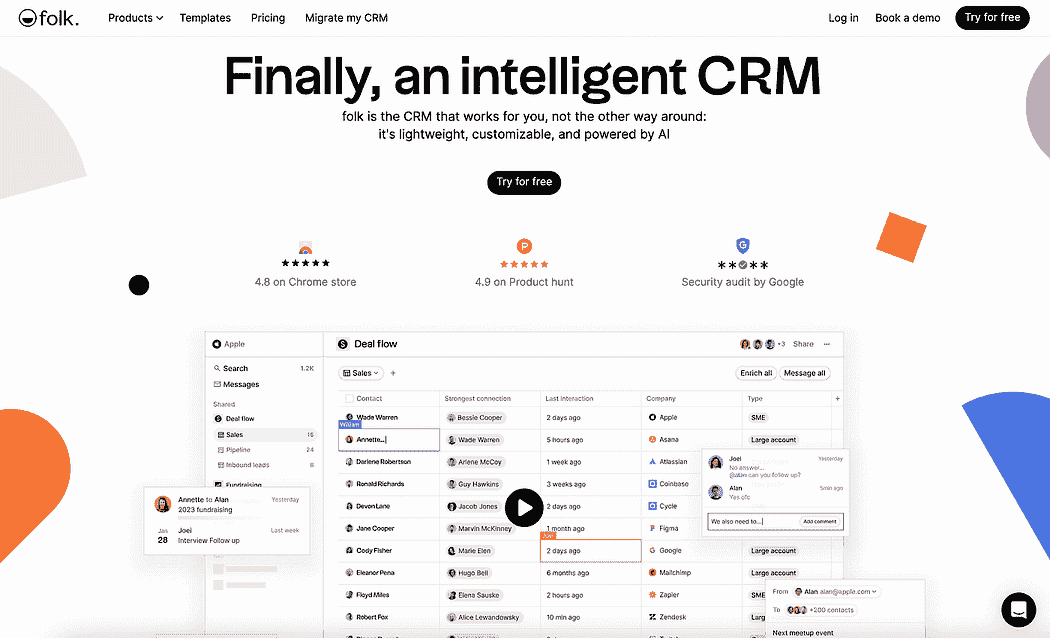 folk.
Products
Templates
Pricing
Migrate my CRM
Log in
Book a demo
Try for free
Finally, an intelligent CRM
folk is the CRM that works for you, not the other way around:
it's lightweight, customizable, and powered by AI
Try for free
4.8 on Chrome store
4.9 on Product hunt
Security audit by Google
Apple
Deal flow
+3
Share
Search 1.2K
Messages
Shared
Deal flow
Sales 15
Pipeline 24
Inbound leads 8
Fundraising
Sales
+
Enrich all
Message all
Contact Strongest connection Last interaction Company Type +
Wade Warren Bessie Cooper 2 days ago Apple SME
William
Annette... Wade Warren 5 hours ago Asana Large account
Darlene Robertson Arlene McCoy 1 week ago Atlassian
Ronald Richards Guy Hawkins 3 weeks ago Coinbase
Devon Lane Jacob Jones 2 days ago Cycle
Jane Cooper Marvin McKinney 1 month ago Figma
Joei
Cody Fisher Marie Elen 2 days ago Google Large account
Eleanor Pena Hugo Bell 6 months ago Mailchimp Large account
Floyd Miles Elena Sauske 2 hours ago Zapier SME
Robert Fox Alice Lewandowsky 10 min ago Zendesk
Annette to Alan Yesterday
2023 fundraising
Jan 28
Joei Last week
Interview Follow up
Joei Yesterday
No answer...
@alan can you follow up?
Alan 5min ago
Yes ofc
We also need to...
Add comment
From Alan alan@apple.com
To +200 contacts
Next meetup event